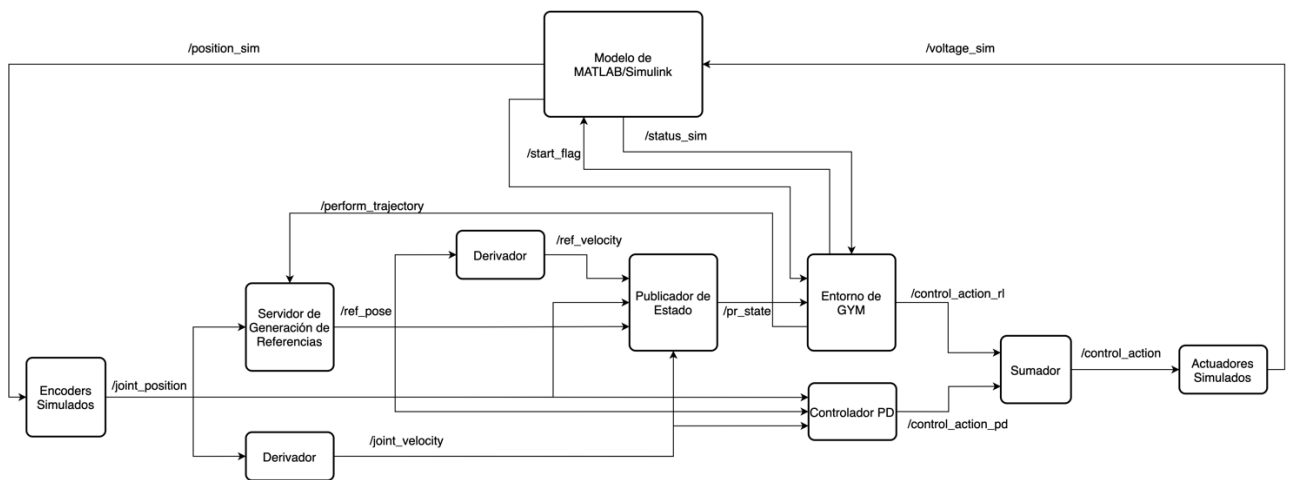 /position_sim
Modelo de
MATLAB/Simulink
/voltage_sim
/status_sim
/start_flag
/perform_trajectory
Derivador
/ref_velocity
Servidor de
Generación de
Referencias
/ref_pose
Publicador de
Estado
/pr_state
Entorno de
GYM
/control_action_rl
Encoders
Simulados
/joint_position
Sumador
/control_action
Actuadores
Simulados
Controlador PD
/control_action_pd
Derivador
/joint_velocity